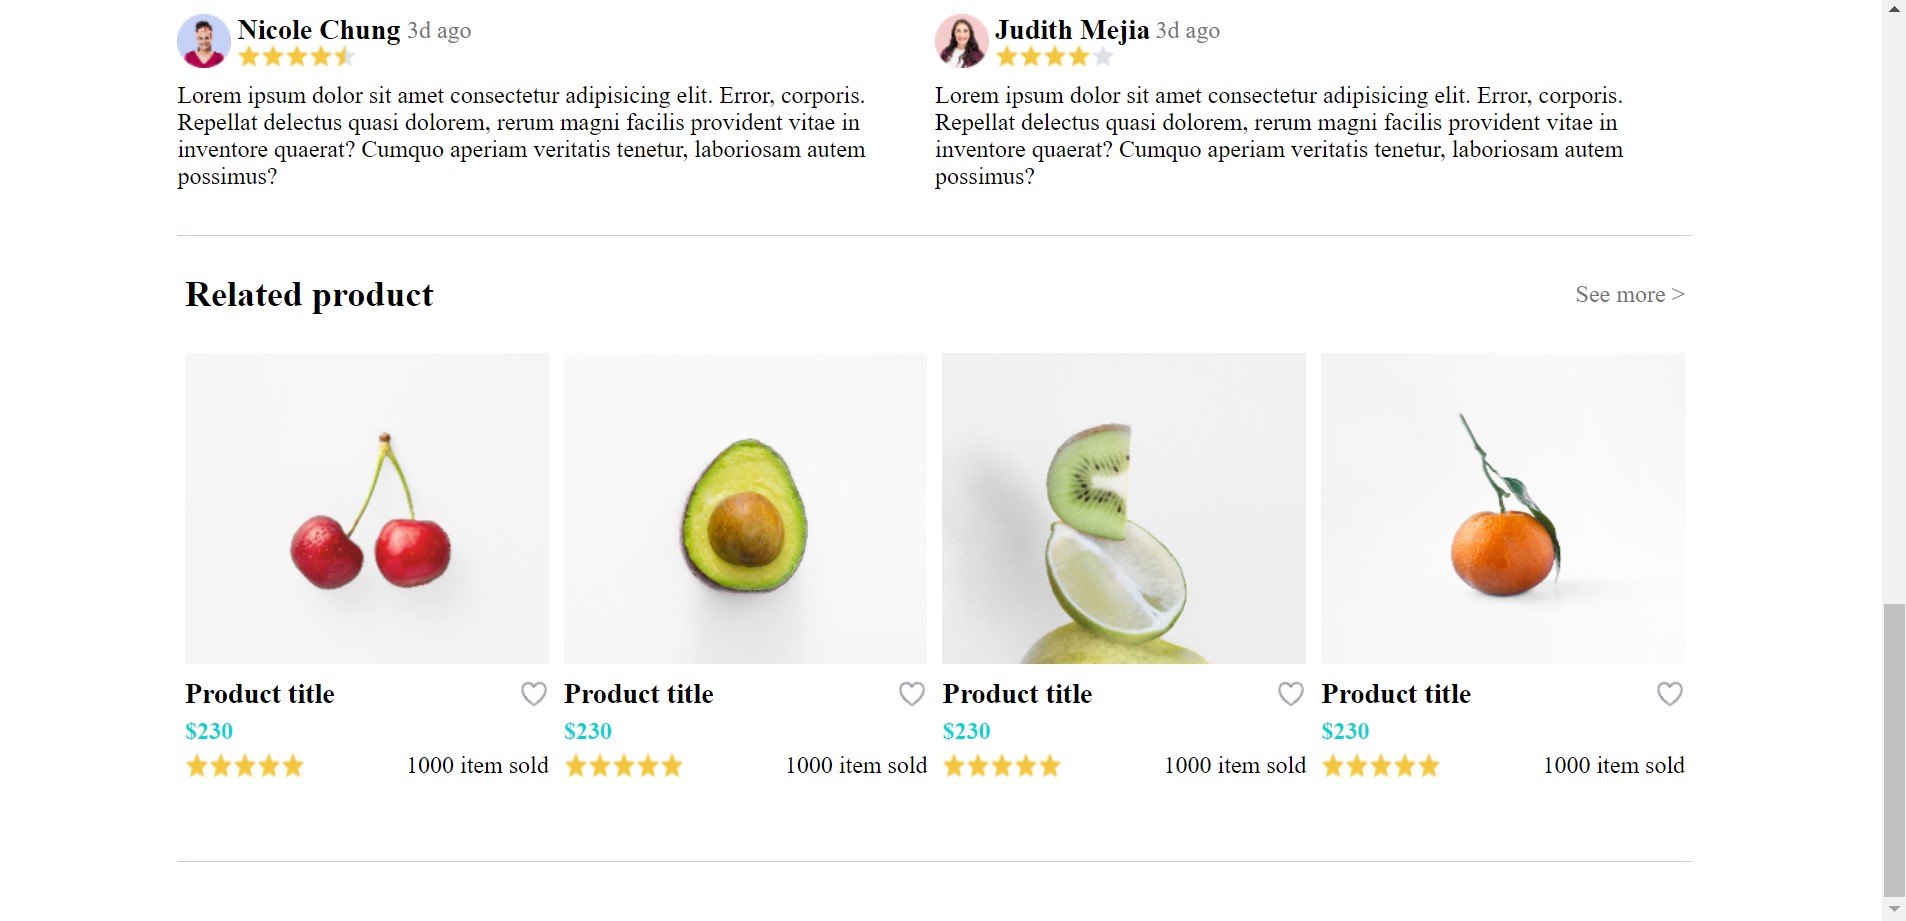 Nicole Chung 3d ago
Lorem ipsum dolor sit amet consectetur adipisicing elit. Error, corporis.
Repellat delectus quasi dolorem, rerum magni facilis provident vitae in
inventore quaerat? Cumquo aperiam veritatis tenetur, laboriosam autem
possimus?
Judith Mejia 3d ago
Lorem ipsum dolor sit amet consectetur adipisicing elit. Error, corporis.
Repellat delectus quasi dolorem, rerum magni facilis provident vitae in
inventore quaerat? Cumquo aperiam veritatis tenetur, laboriosam autem
possimus?
Related product
See more >
Product title
$230
1000 item sold
Product title
$230
1000 item sold
Product title
$230
1000 item sold
Product title
$230
1000 item sold